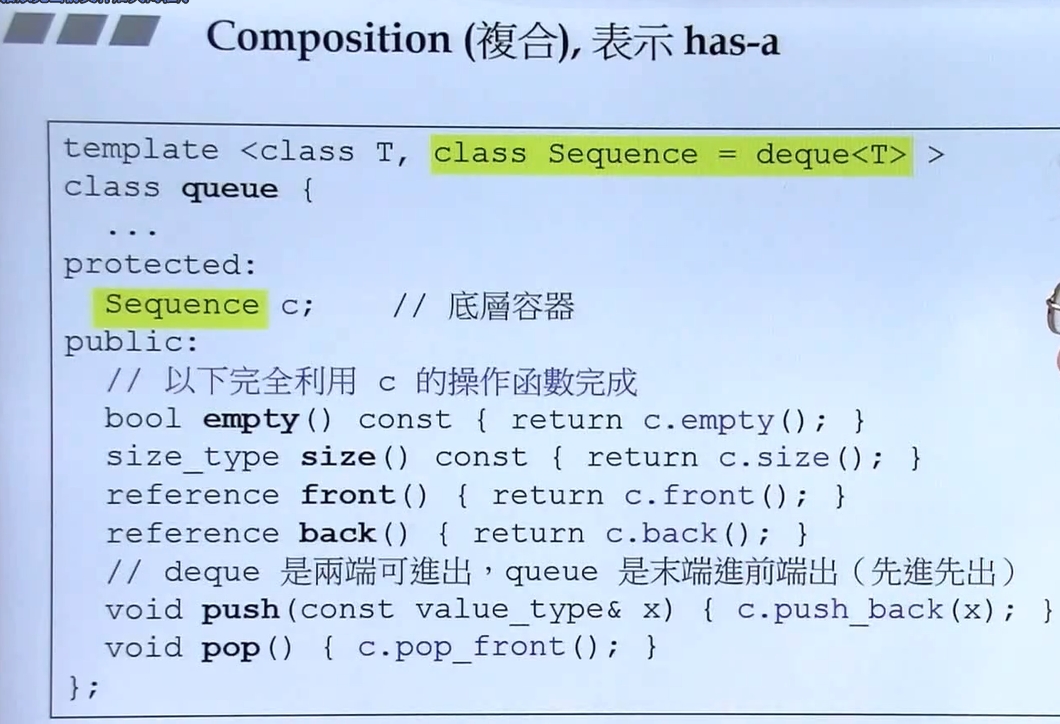 Composition (複合), 表示 has-a
template <class T, class Sequence = deque<T> >
class queue {
...
protected:
Sequence c; // 底層容器
public:
// 以下完全利用 c 的操作函數完成
bool empty() const { return c.empty(); }
size_type size() const { return c.size(); }
reference front() { return c.front(); }
reference back() { return c.back(); }
// deque 是兩端可進出，queue 是末端進前端出（先進先出）
void push(const value_type& x) { c.push_back(x); }
void pop() { c.pop_front(); }
};